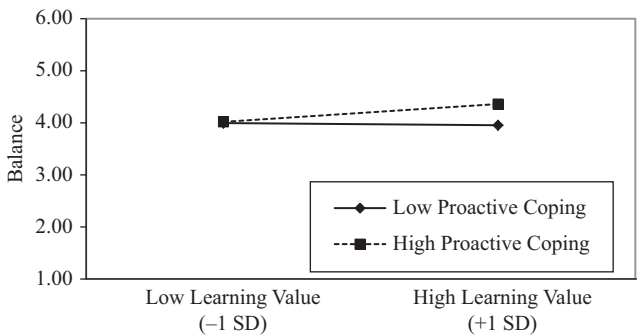 6.00
5.00
4.00
3.00
2.00
1.00
Balance
Low Proactive Coping
High Proactive Coping
Low Learning Value
(–1 SD)
High Learning Value
(+1 SD)